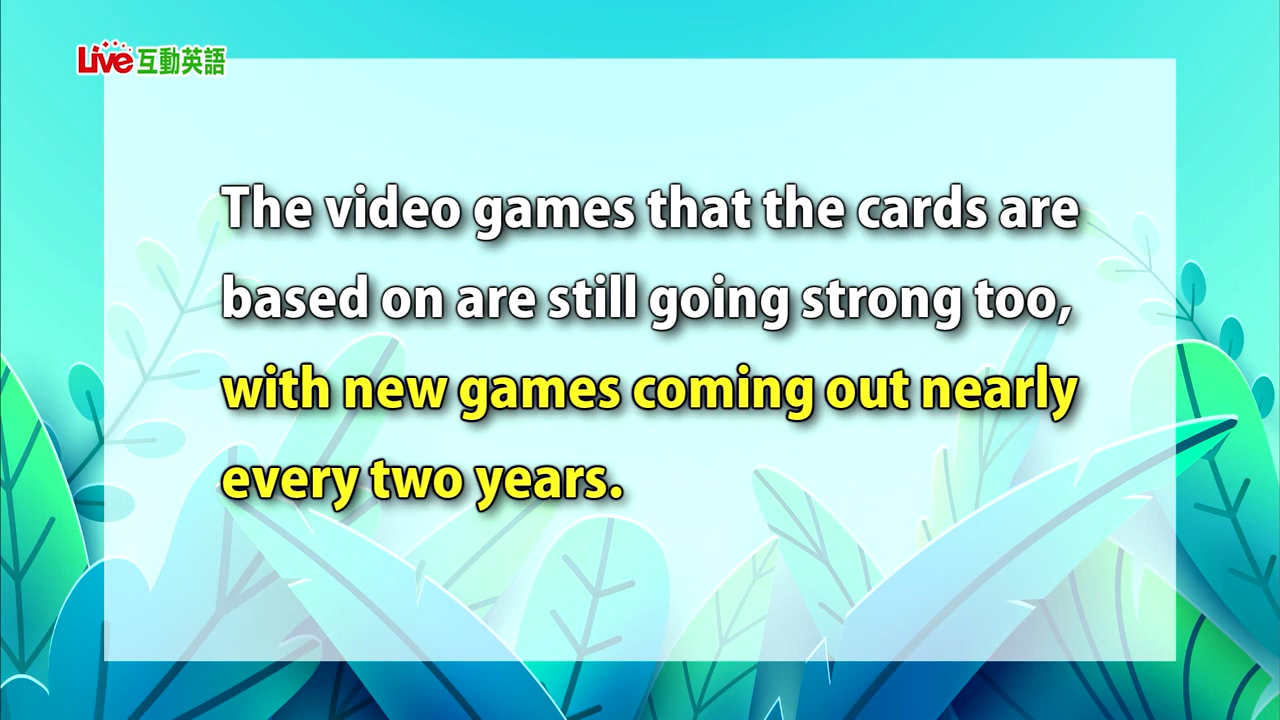 Live互動英語
The video games that the cards are
based on are still going strong too,
with new games coming out nearly
every two years.